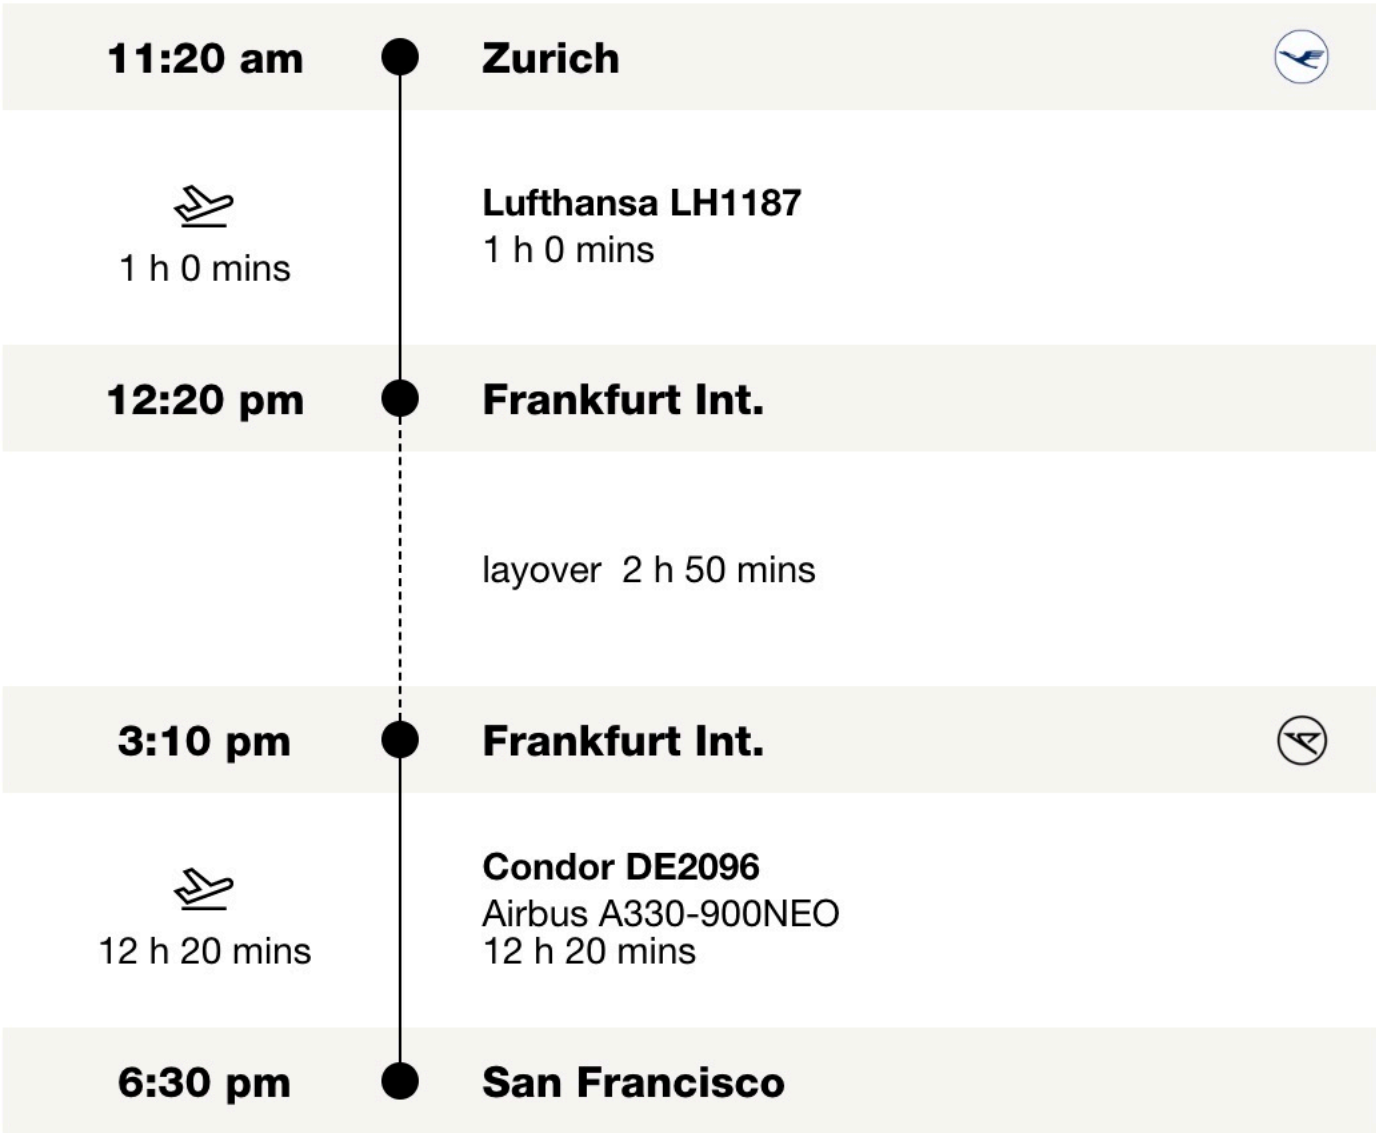 11:20 am Zurich
Lufthansa LH1187
1 h 0 mins
1 h 0 mins
12:20 pm Frankfurt Int.
layover 2 h 50 mins
3:10 pm Frankfurt Int.
Condor DE2096
Airbus A330-900NEO
12 h 20 mins 12 h 20 mins
6:30 pm San Francisco